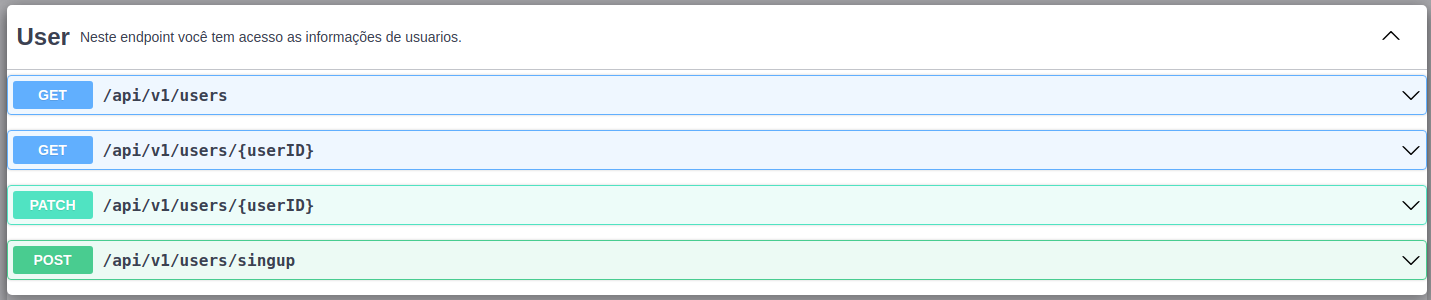 User Neste endpoint você tem acesso as informações de usuarios.
GET /api/v1/users
GET /api/v1/users/{userID}
PATCH /api/v1/users/{userID}
POST /api/v1/users/singup